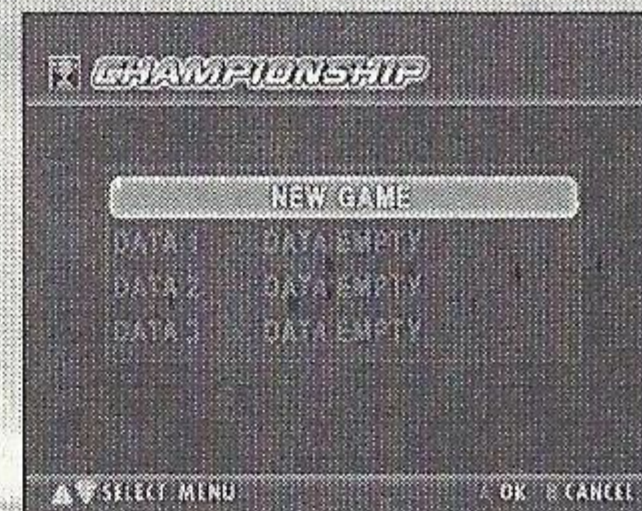 CHAMPIONSHIP
NEW GAME
DATA 1 DATA EMPTY
DATA 2 DATA EMPTY
DATA 3 DATA EMPTY
▲▼ SELECT MENU A OK B CANCEL